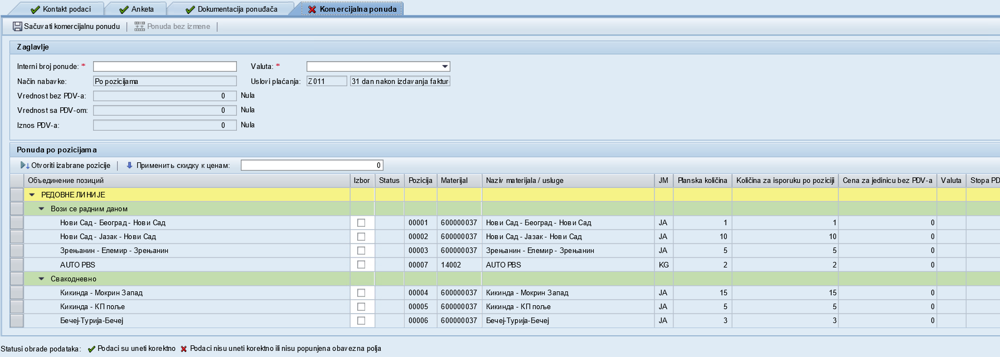 Kontakt podaci Anketa Dokumentacija ponuđača Komercijalna ponuda
Sačuvati komercijalnu ponudu Ponuda bez izmene
Zaglavlje
Interni broj ponude: * Valuta: *
Način nabavke: Po pozicijama Uslovi plaćanja: Z011 31 dan nakon izdavanja faktur
Vrednost bez PDV-a: 0 Nula
Vrednost sa PDV-om: 0 Nula
Iznos PDV-a: 0 Nula
Ponuda po pozicijama
Otvoriti izabrane pozicije Применить скидку к ценам: 0
Объединение позиций Izbor Status Pozicija Materijal Naziv materijala / usluge JM Planska količina Količina za isporuku po poziciji Cena za jedinicu bez PDV-a Valuta Stopa PD
РЕДОВНЕ ЛИНИЈЕ
Вози се радним даном
Нови Сад - Београд - Нови Сад 00001 600000037 Нови Сад - Београд - Нови Сад JA 1 1 0
Нови Сад - Јазак - Нови Сад 00002 600000037 Нови Сад - Јазак - Нови Сад JA 10 10 0
Зрењанин - Елемир - Зрењанин 00003 600000037 Зрењанин - Елемир - Зрењанин JA 5 5 0
AUTO PBS 00007 14002 AUTO PBS KG 2 2 0
Свакодневно
Кикинда - Мокрин Запад 00004 600000037 Кикинда - Мокрин Запад JA 15 15 0
Кикинда - КП поље 00005 600000037 Кикинда - КП поље JA 5 5 0
Бечеј-Турија-Бечеј 00006 600000037 Бечеј-Турија-Бечеј JA 3 3 0
Statusi obrade podataka: Podaci su uneti korektno Podaci nisu uneti korektno ili nisu popunjena obavezna polja